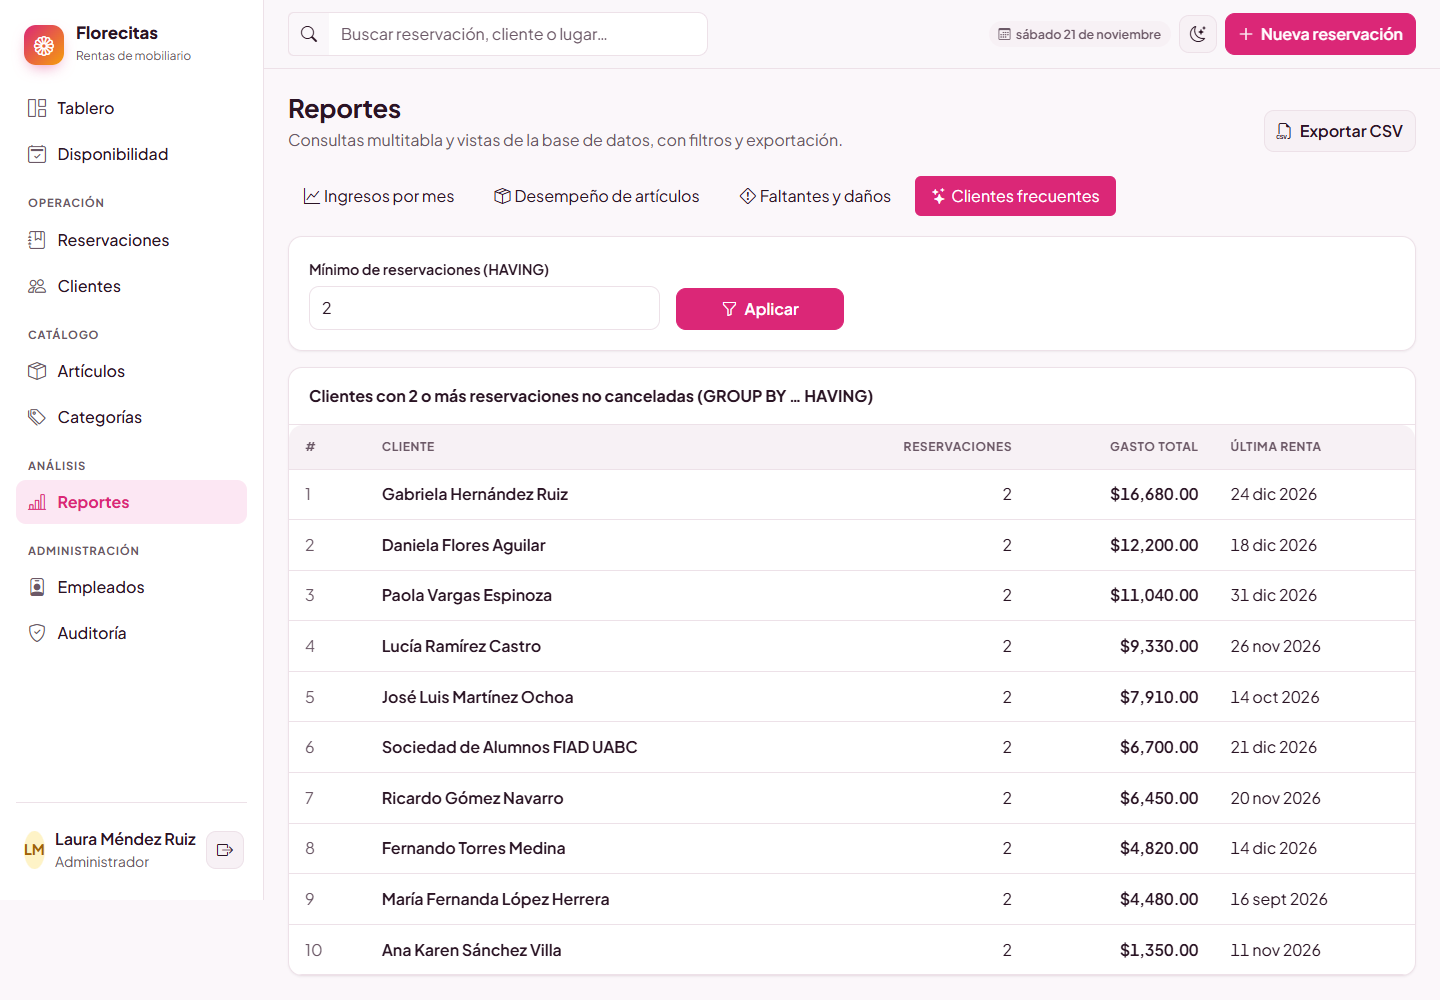 Florecitas
Rentas de mobiliario
Tablero
Disponibilidad
OPERACIÓN
Reservaciones
Clientes
CATÁLOGO
Artículos
Categorías
ANÁLISIS
Reportes
ADMINISTRACIÓN
Empleados
Auditoría
LM
Laura Méndez Ruiz
Administrador
Buscar reservación, cliente o lugar...
sábado 21 de noviembre
Nueva reservación
Reportes
Consultas multitabla y vistas de la base de datos, con filtros y exportación.
CSV
Exportar CSV
Ingresos por mes
Desempeño de artículos
Faltantes y daños
Clientes frecuentes
Mínimo de reservaciones (HAVING)
2
Aplicar
Clientes con 2 o más reservaciones no canceladas (GROUP BY … HAVING)
# CLIENTE RESERVACIONES GASTO TOTAL ÚLTIMA RENTA
1 Gabriela Hernández Ruiz 2 $16,680.00 24 dic 2026
2 Daniela Flores Aguilar 2 $12,200.00 18 dic 2026
3 Paola Vargas Espinoza 2 $11,040.00 31 dic 2026
4 Lucía Ramírez Castro 2 $9,330.00 26 nov 2026
5 José Luis Martínez Ochoa 2 $7,910.00 14 oct 2026
6 Sociedad de Alumnos FIAD UABC 2 $6,700.00 21 dic 2026
7 Ricardo Gómez Navarro 2 $6,450.00 20 nov 2026
8 Fernando Torres Medina 2 $4,820.00 14 dic 2026
9 María Fernanda López Herrera 2 $4,480.00 16 sept 2026
10 Ana Karen Sánchez Villa 2 $1,350.00 11 nov 2026